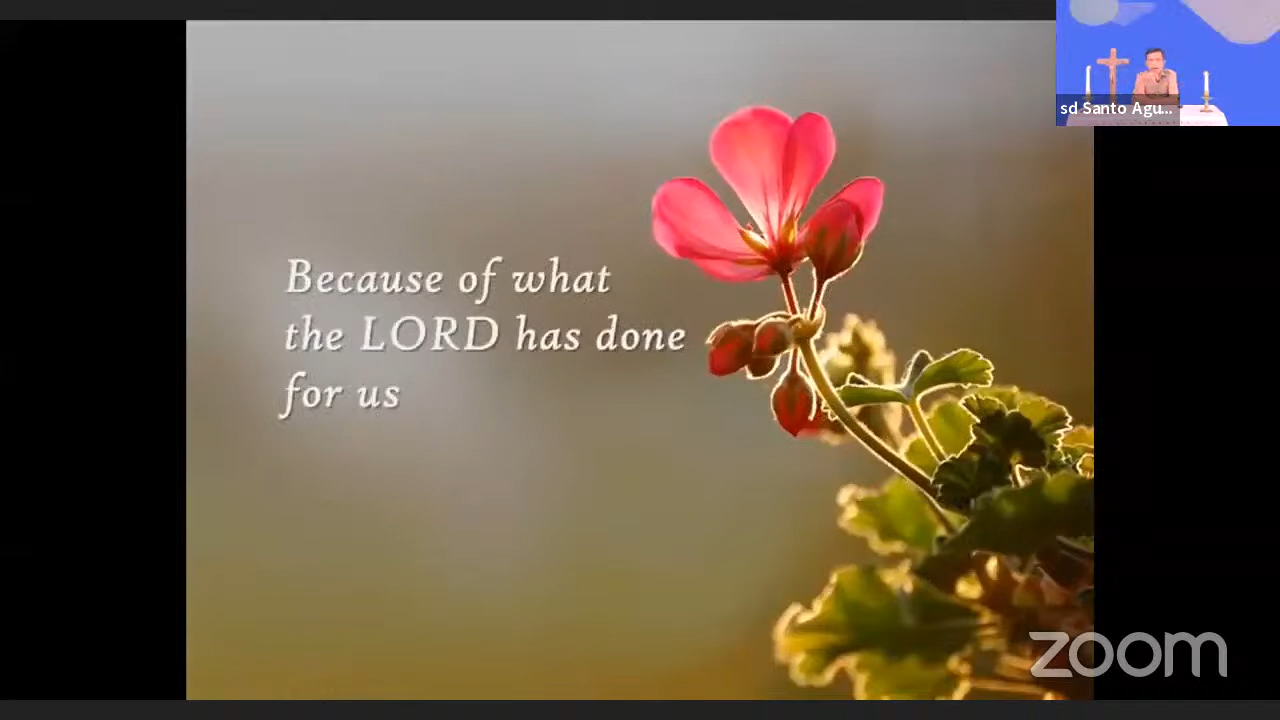 Because of what
the LORD has done
for us
sd Santo Agu...
zoom